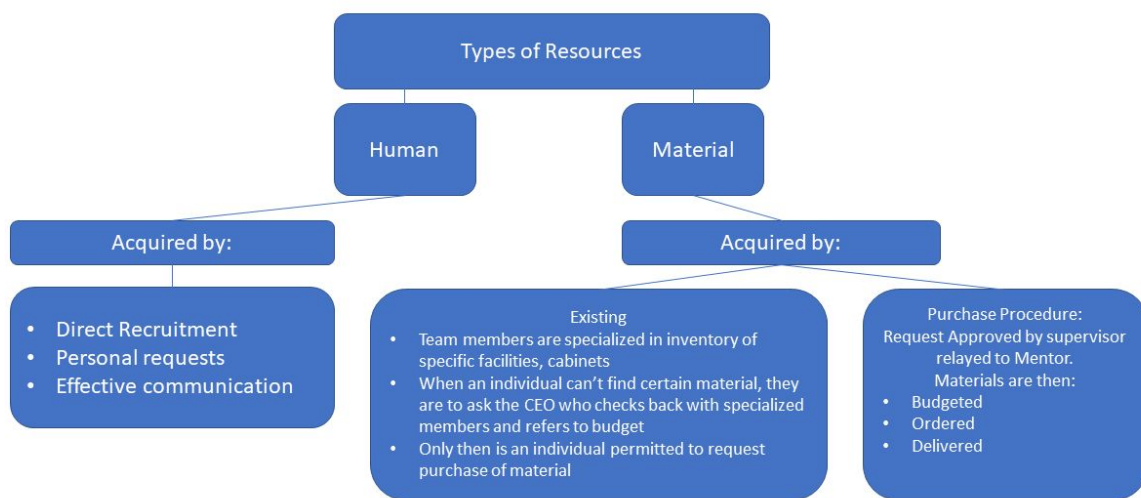 Types of Resources
Human
Material
Acquired by:
Acquired by:
• Direct Recruitment
• Personal requests
• Effective communication
Existing
• Team members are specialized in inventory of
specific facilities, cabinets
• When an individual can't find certain material, they
are to ask the CEO who checks back with specialized
members and refers to budget
• Only then is an individual permitted to request
purchase of material
Purchase Procedure:
Request Approved by supervisor
relayed to Mentor.
Materials are then:
• Budgeted
• Ordered
• Delivered